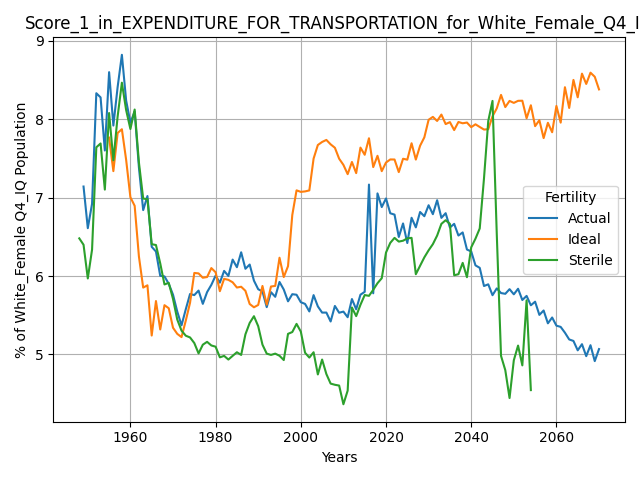 Score_1_in_EXPENDITURE_FOR_TRANSPORTATION_for_White_Female_Q4_I
9
8
7
6
5
% of White_Female Q4_IQ Population
Fertility
Actual
Ideal
Sterile
1960
1980
2000
2020
2040
2060
Years